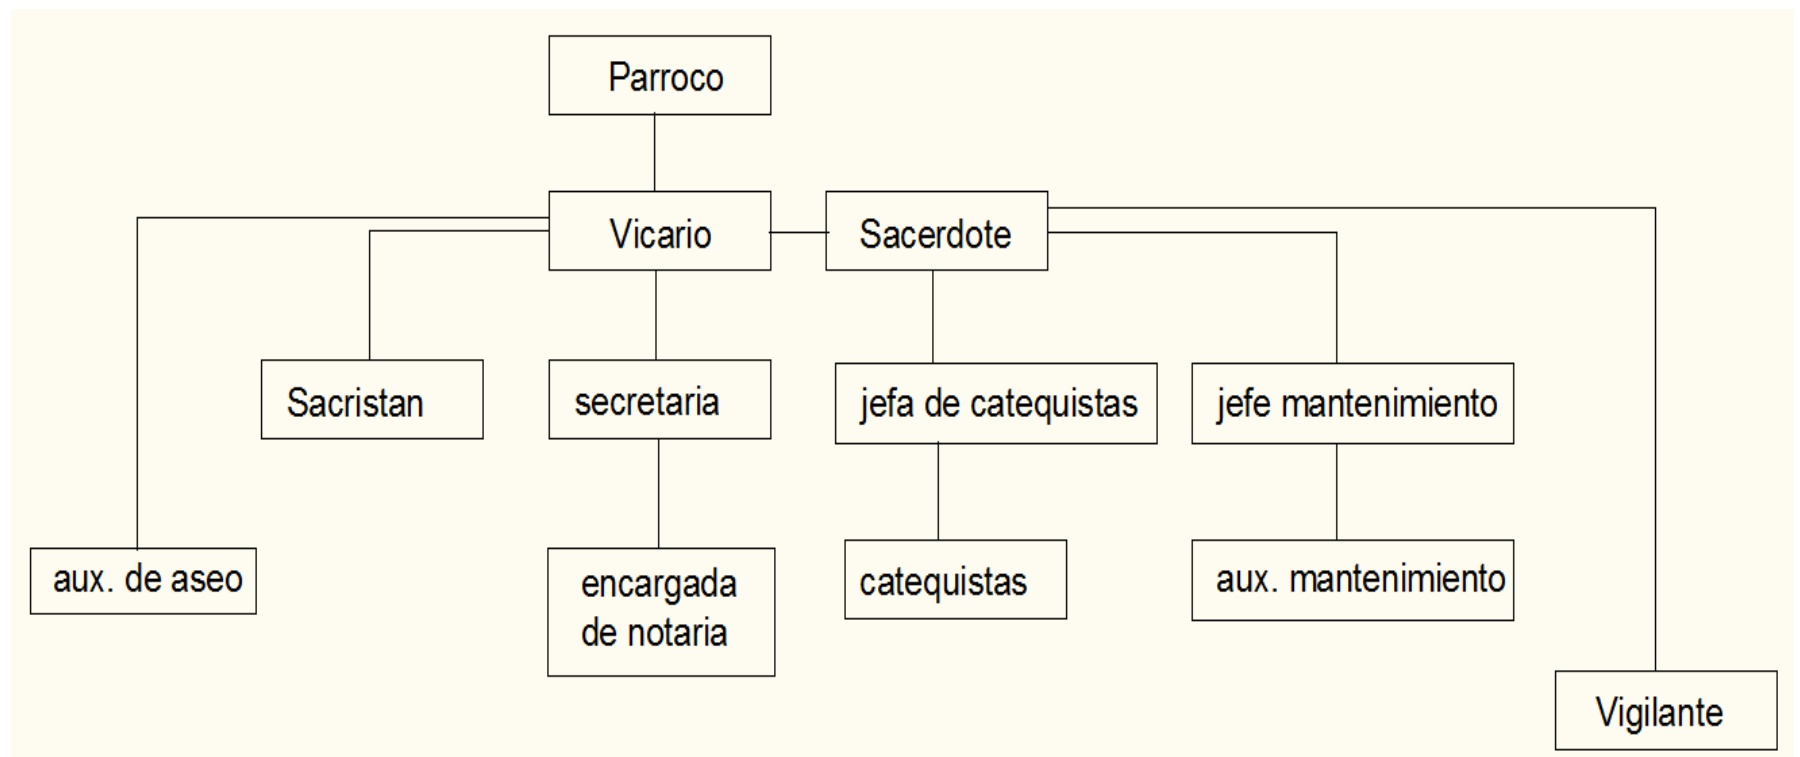 Parroco
Vicario
Sacerdote
Sacristan
secretaria
jefa de catequistas
jefe mantenimiento
aux. de aseo
encargada
de notaria
catequistas
aux. mantenimiento
Vigilante